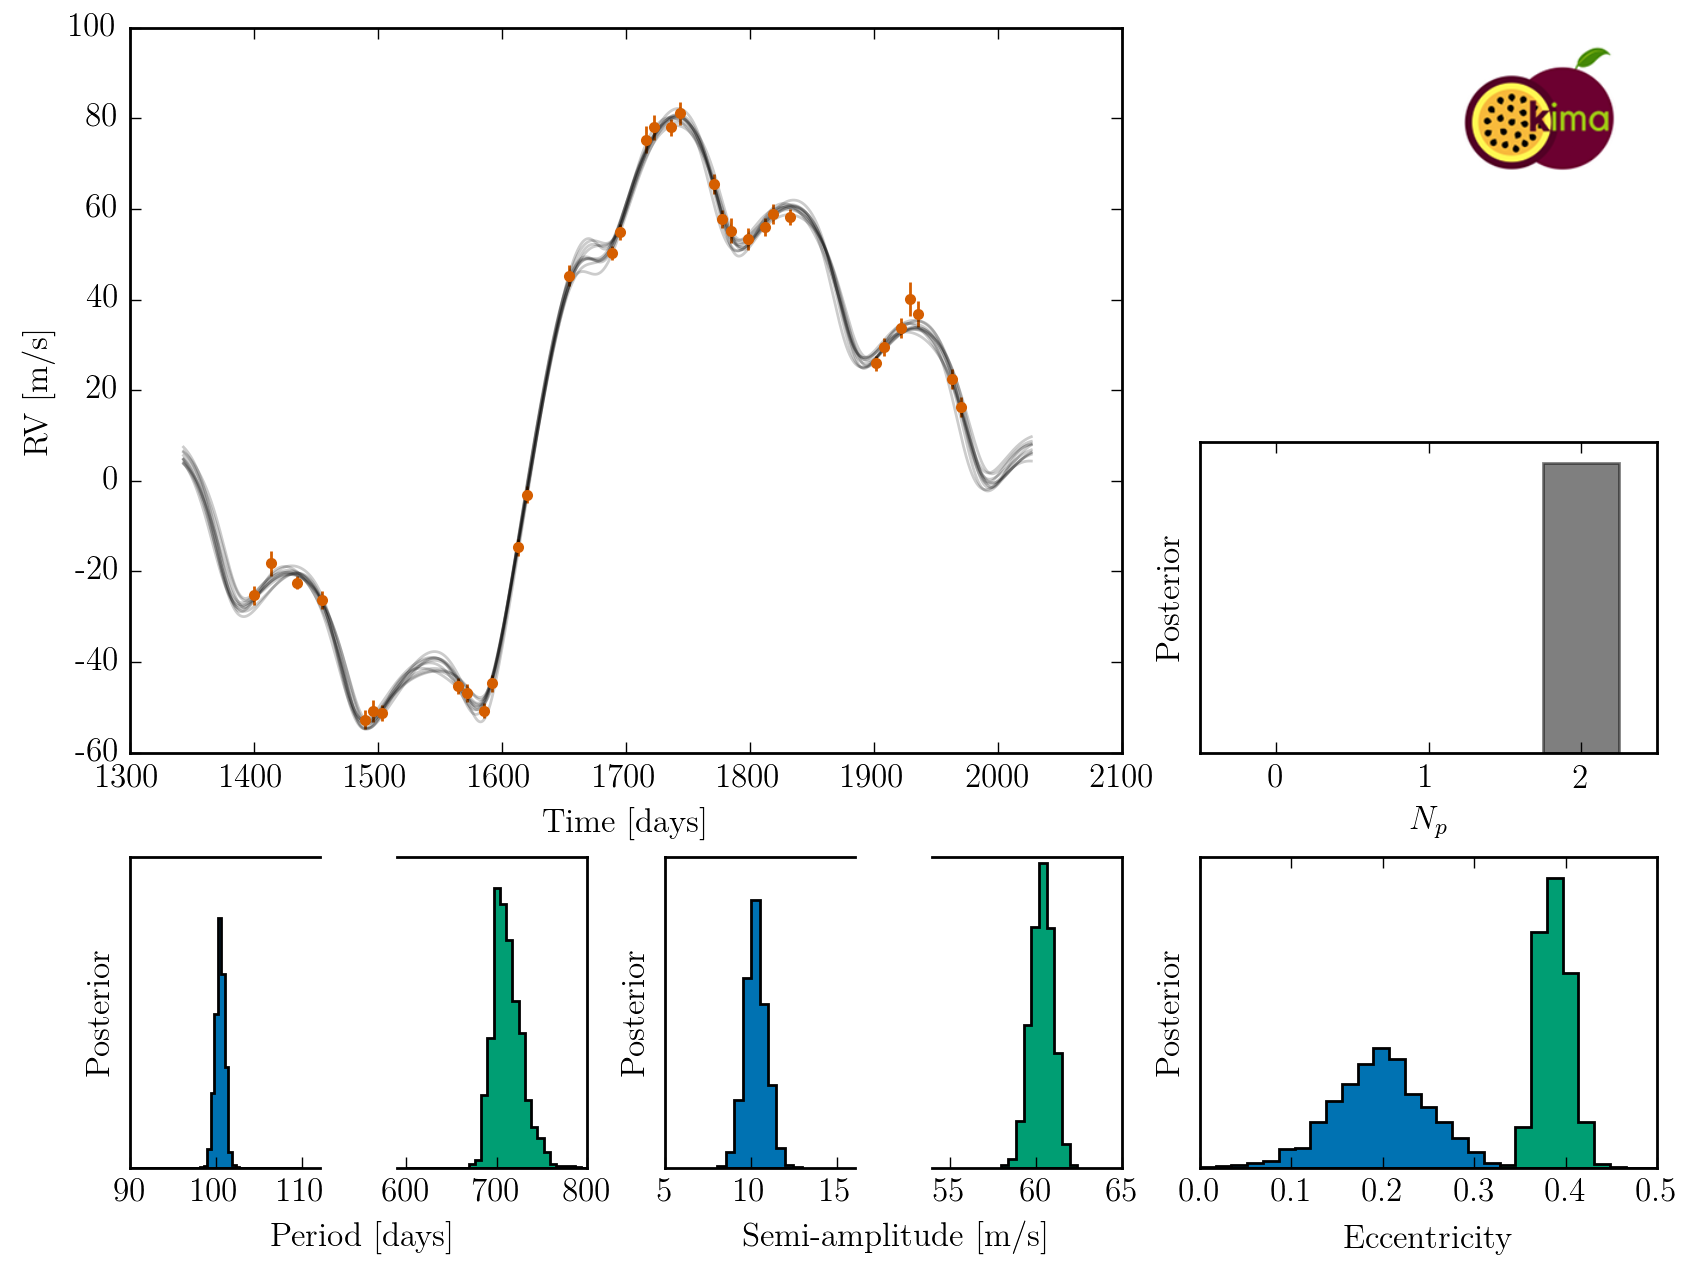 100
80
60
40
20
0
-20
-40
-60
RV [m/s]
1300 1400 1500 1600 1700 1800 1900 2000 2100
Time [days]
kima
Posterior
0 1 2
N_p
Posterior
90 100 110 600 700 800
Period [days]
Posterior
5 10 15 55 60 65
Semi-amplitude [m/s]
Posterior
0.0 0.1 0.2 0.3 0.4 0.5
Eccentricity